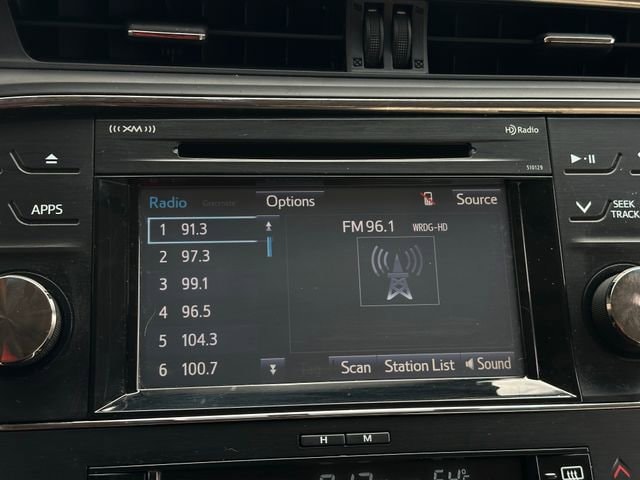 (((XM)))
HD Radio
510129
APPS
SEEK
TRACK
Radio Options Source
FM 96.1 WRDG-HD
1 91.3
2 97.3
3 99.1
4 96.5
5 104.3
6 100.7
Scan Station List Sound
H M